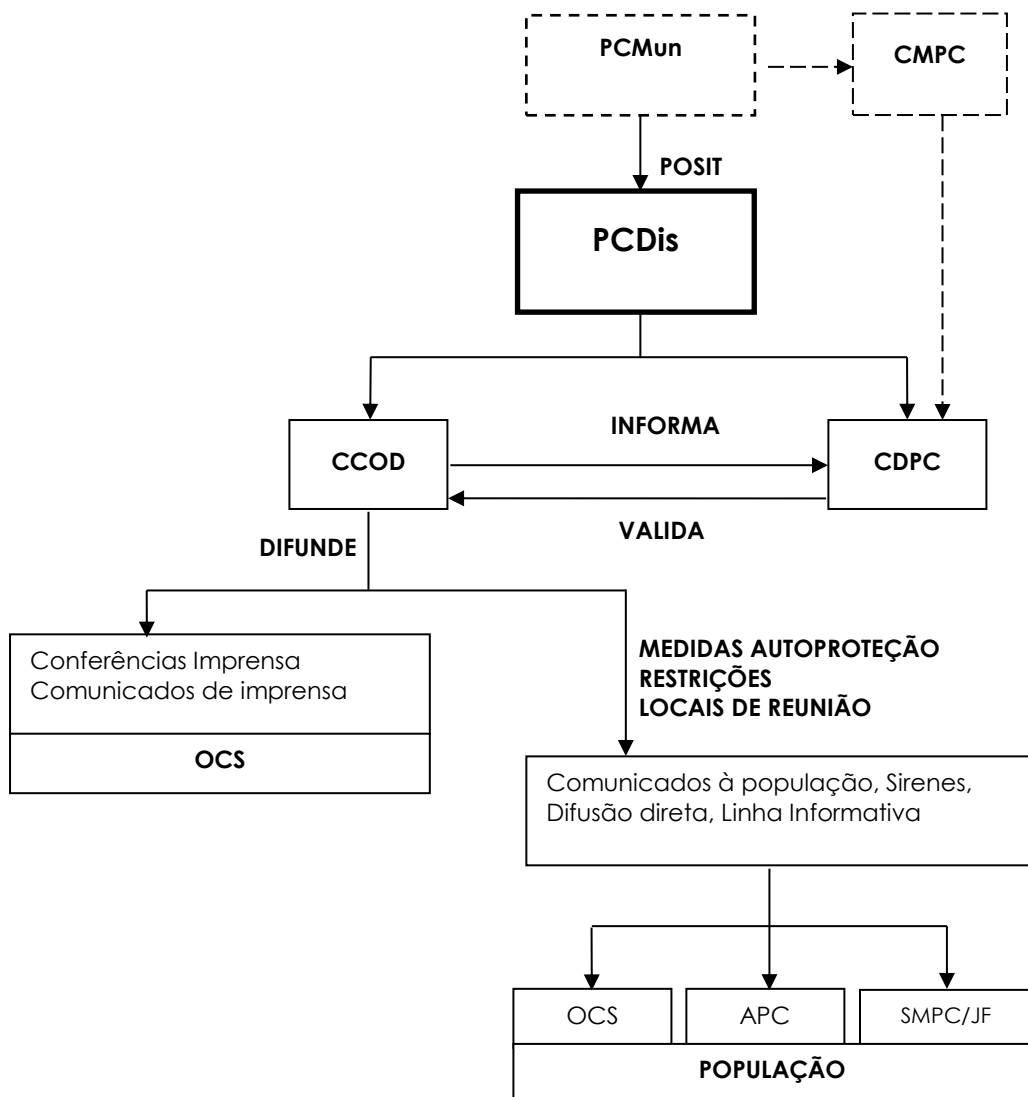 PCMun
CMPC
POSIT
PCDis
INFORMA
CCOD
CDPC
VALIDA
DIFUNDE
Conferências Imprensa
Comunicados de imprensa
OCS
MEDIDAS AUTOPROTEÇÃO
RESTRIÇÕES
LOCAIS DE REUNIÃO
Comunicados à população, Sirenes,
Difusão direta, Linha Informativa
OCS
APC
SMPC/JF
POPULAÇÃO